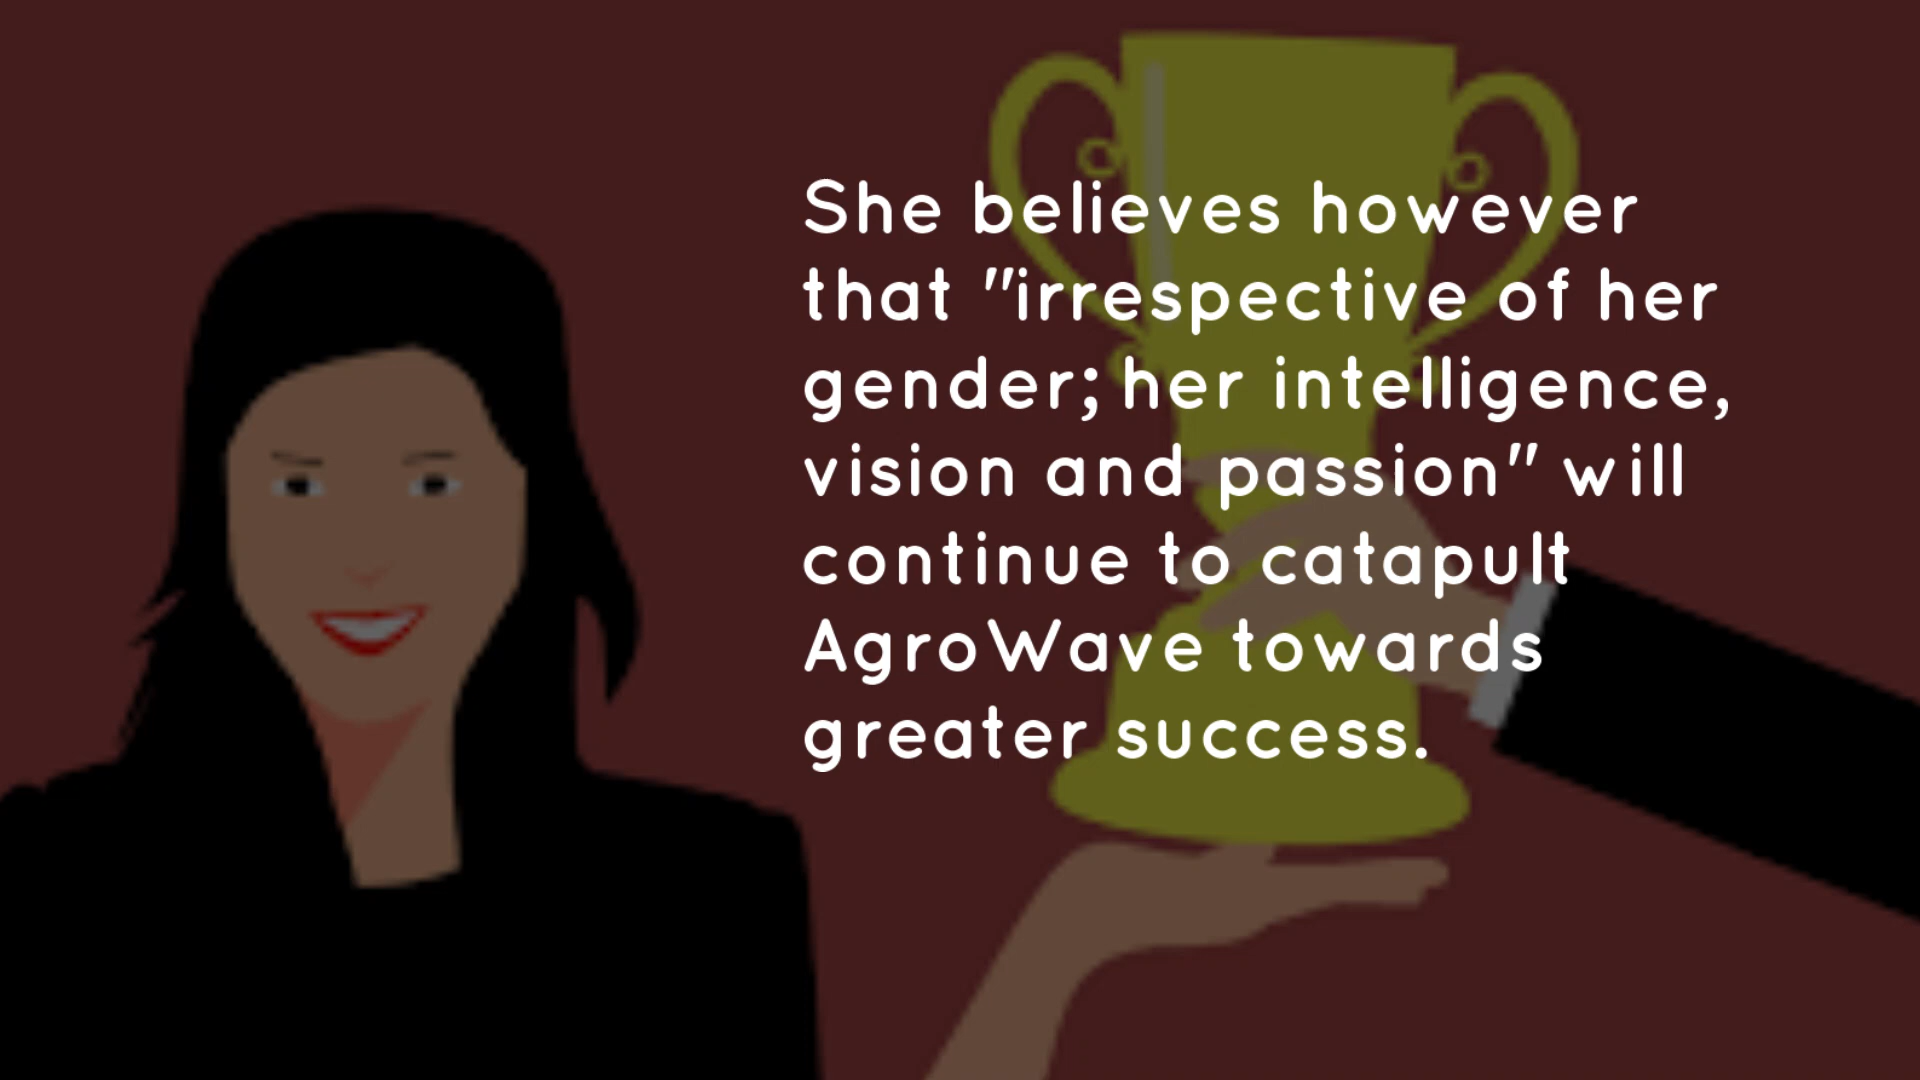 She believes however
that "irrespective of her
gender; her intelligence,
vision and passion" will
continue to catapult
AgroWave towards
greater success.